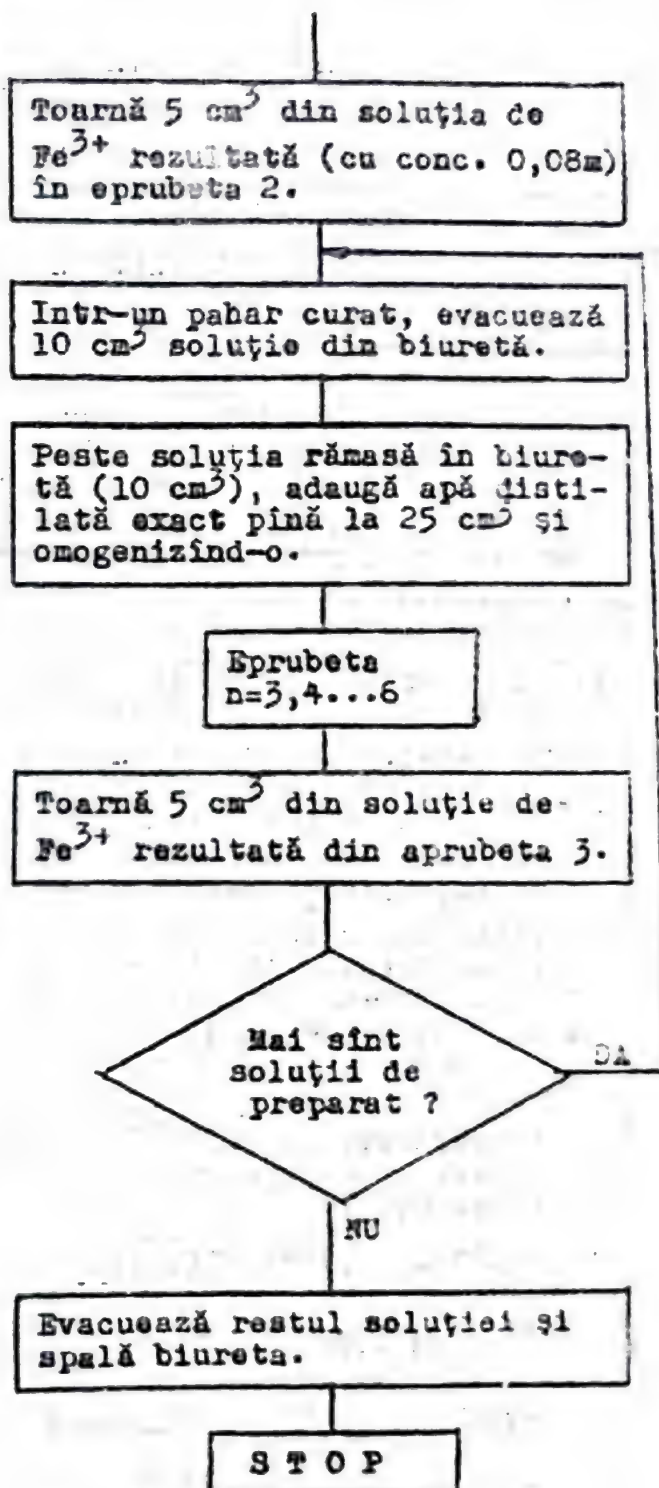 Toarnă 5 cm³ din soluția de
Fe³⁺ rezultată (cu conc. 0,08m)
în eprubeta 2.
Intr-un pahar curat, evacuează
10 cm³ soluție din biuretă.
Peste soluția rămasă în biure-
tă (10 cm³), adaugă apă disti-
lată exact pînă la 25 cm³ și
omogenizînd-o.
Eprubeta
n=3,4...6
Toarnă 5 cm³ din soluție de
Fe³⁺ rezultată din aprubeta 3.
Mai sînt
soluții de
preparat ?
DA
NU
Evacuează restul soluției și
spală biureta.
S T O P